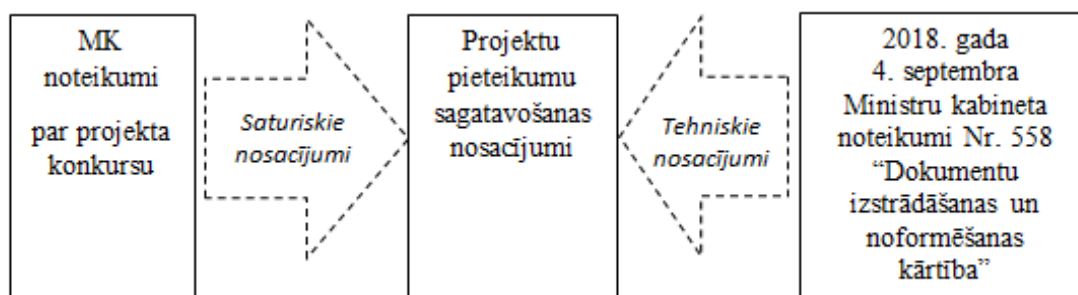 MK
noteikumi
par projekta
konkursu
Saturiskie
nosacījumi
Projektu
pieteikumu
sagatavošanas
nosacījumi
Tehniskie
nosacījumi
2018. gada
4. septembra
Ministru kabineta
noteikumi Nr. 558
“Dokumentu
izstrādāšanas un
noformēšanas
kārtība”